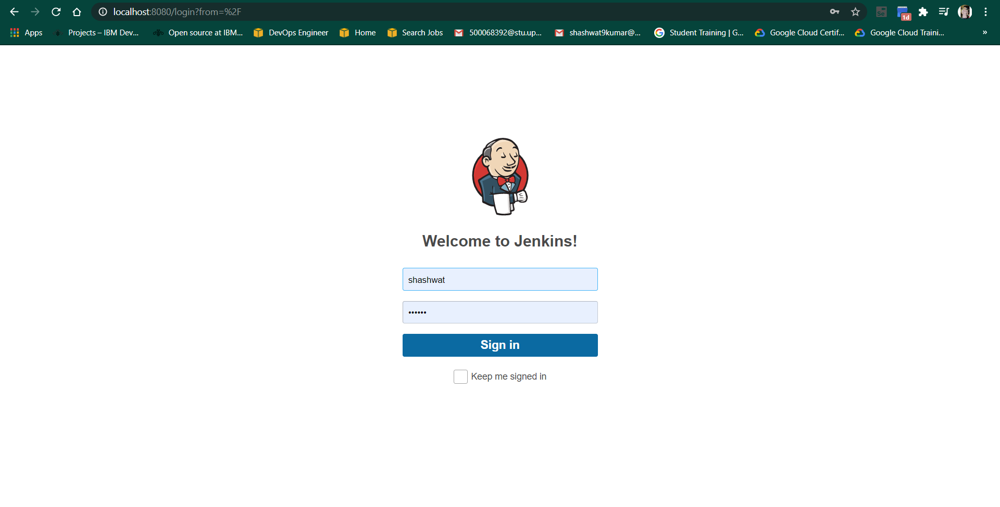 localhost:8080/login?from=%2F
Se
1d
Apps Projects – IBM Dev... Open source at IBM... DevOps Engineer Home Search Jobs 500068392@stu.up... shashwat9kumar@... Student Training | G... Google Cloud Certif... Google Cloud Traini... »
Welcome to Jenkins!
shashwat
••••••
Sign in
Keep me signed in